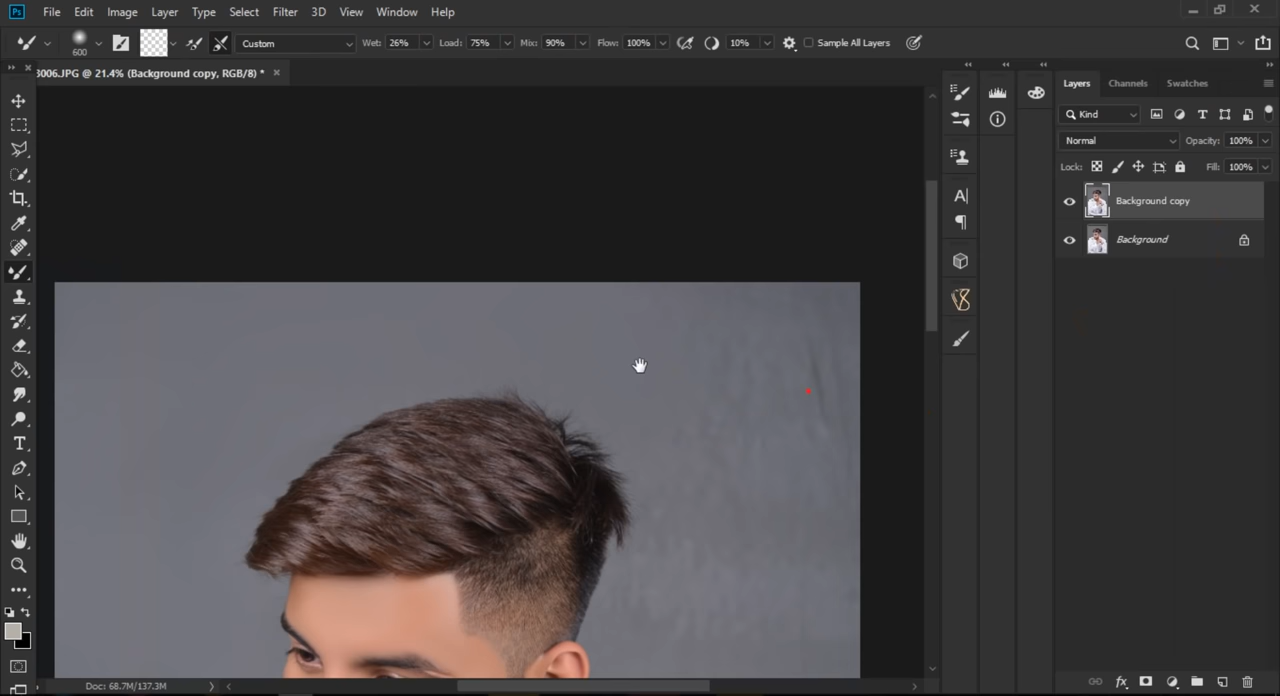 Ps File Edit Image Layer Type Select Filter 3D View Window Help
600 Custom Wet: 26% Load: 75% Mix: 90% Flow: 100% 10% Sample All Layers
3006.JPG @ 21.4% (Background copy, RGB/8) *
Layers Channels Swatches
Kind
Normal Opacity: 100%
Lock: Fill: 100%
Background copy
Background
Doc: 68.7M/137.3M